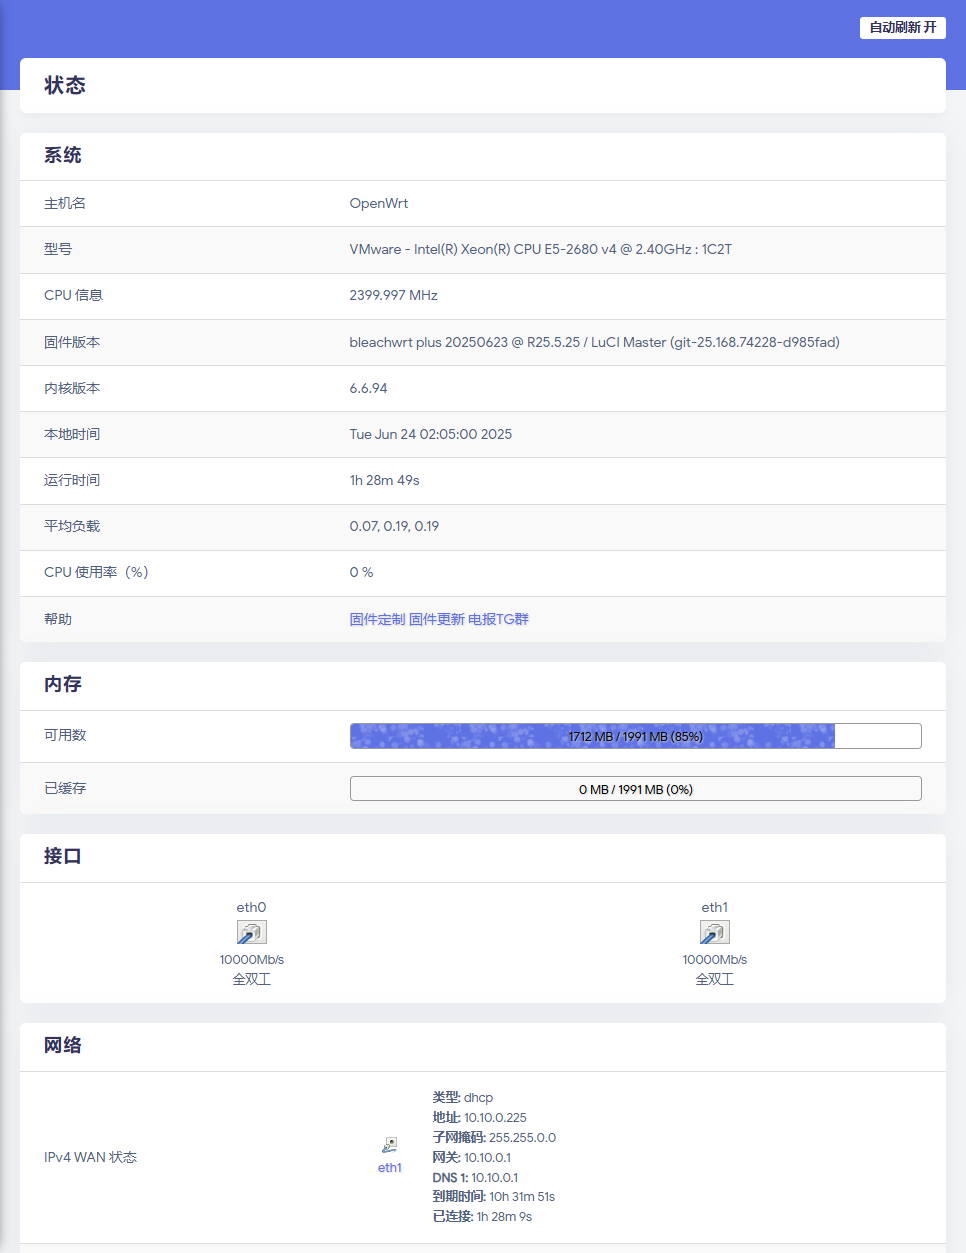 自动刷新 开
状态
系统
主机名 OpenWrt
型号 VMware - Intel(R) Xeon(R) CPU E5-2680 v4 @ 2.40GHz : 1C2T
CPU 信息 2399.997 MHz
固件版本 bleachwrt plus 20250623 @ R25.5.25 / LuCI Master (git-25.168.74228-d985fad)
内核版本 6.6.94
本地时间 Tue Jun 24 02:05:00 2025
运行时间 1h 28m 49s
平均负载 0.07, 0.19, 0.19
CPU 使用率（%） 0 %
帮助 固件定制 固件更新 电报TG群
内存
可用数 1712 MB / 1991 MB (85%)
已缓存 0 MB / 1991 MB (0%)
接口
eth0 eth1
10000Mb/s 10000Mb/s
全双工 全双工
网络
类型: dhcp
地址: 10.10.0.225
子网掩码: 255.255.0.0
IPv4 WAN 状态 eth1 网关: 10.10.0.1
DNS 1: 10.10.0.1
到期时间: 10h 31m 51s
已连接: 1h 28m 9s